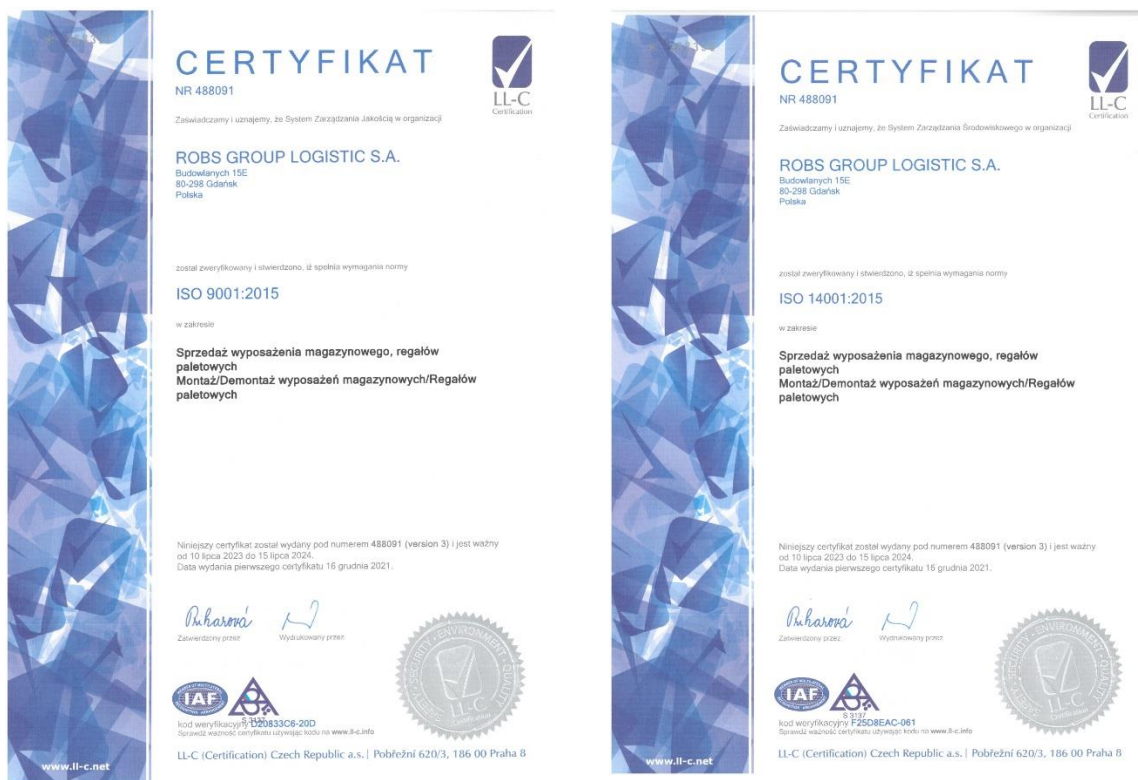 CERTYFIKAT
NR 488091
LL-C
Certification
Zaświadczamy i uznajemy, że System Zarządzania Jakością w organizacji
ROBS GROUP LOGISTIC S.A.
Budowlanych 15E
80-298 Gdańsk
Polska
został zweryfikowany i stwierdzono, iż spełnia wymagania normy
ISO 9001:2015
w zakresie
Sprzedaż wyposażenia magazynowego, regałów
paletowych
Montaż/Demontaż wyposażeń magazynowych/Regałów
paletowych
Niniejszy certyfikat został wydany pod numerem 488091 (version 3) i jest ważny
od 10 lipca 2023 do 15 lipca 2024.
Data wydania pierwszego certyfikatu 16 grudnia 2021.
Zatwierdzony przez
Wydrukowany przez
IAF
S 3137
kod weryfikacyjny D20833C6-20D
Sprawdź ważność certyfikatu używając kodu na www.ll-c.info
LL-C (Certification) Czech Republic a.s. | Pobřežní 620/3, 186 00 Praha 8
www.ll-c.net
CERTYFIKAT
NR 488091
LL-C
Certification
Zaświadczamy i uznajemy, że System Zarządzania Środowiskowego w organizacji
ROBS GROUP LOGISTIC S.A.
Budowlanych 15E
80-298 Gdańsk
Polska
został zweryfikowany i stwierdzono, iż spełnia wymagania normy
ISO 14001:2015
w zakresie
Sprzedaż wyposażenia magazynowego, regałów
paletowych
Montaż/Demontaż wyposażeń magazynowych/Regałów
paletowych
Niniejszy certyfikat został wydany pod numerem 488091 (version 3) i jest ważny
od 10 lipca 2023 do 15 lipca 2024.
Data wydania pierwszego certyfikatu 16 grudnia 2021.
Zatwierdzony przez
Wydrukowany przez
IAF
S 3137
kod weryfikacyjny F25D8EAC-061
Sprawdź ważność certyfikatu używając kodu na www.ll-c.info
LL-C (Certification) Czech Republic a.s. | Pobřežní 620/3, 186 00 Praha 8
www.ll-c.net